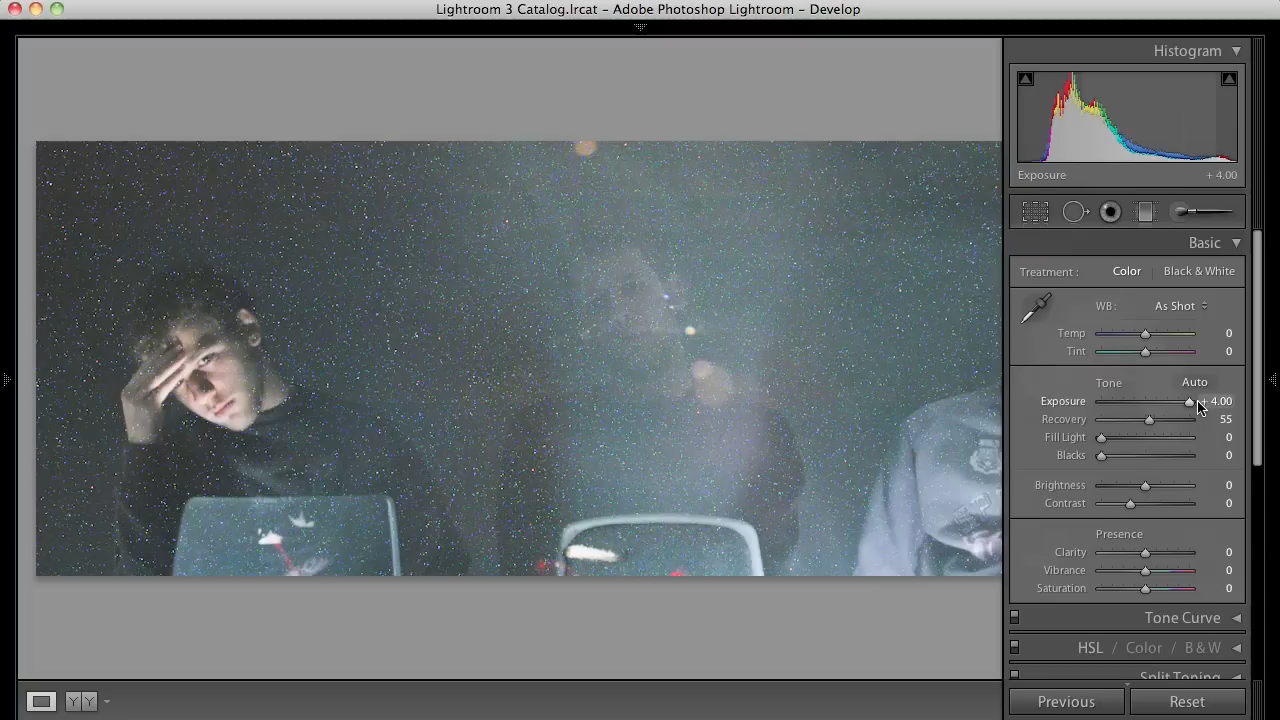 Lightroom 3 Catalog.lrcat - Adobe Photoshop Lightroom - Develop
Histogram
Exposure + 4.00
Basic
Treatment : Color Black & White
WB: As Shot
Temp 0
Tint 0
Tone Auto
Exposure + 4.00
Recovery 55
Fill Light 0
Blacks 0
Brightness 0
Contrast 0
Presence
Clarity 0
Vibrance 0
Saturation 0
Tone Curve
HSL / Color / B & W
Split Toning
Previous Reset
Y Y